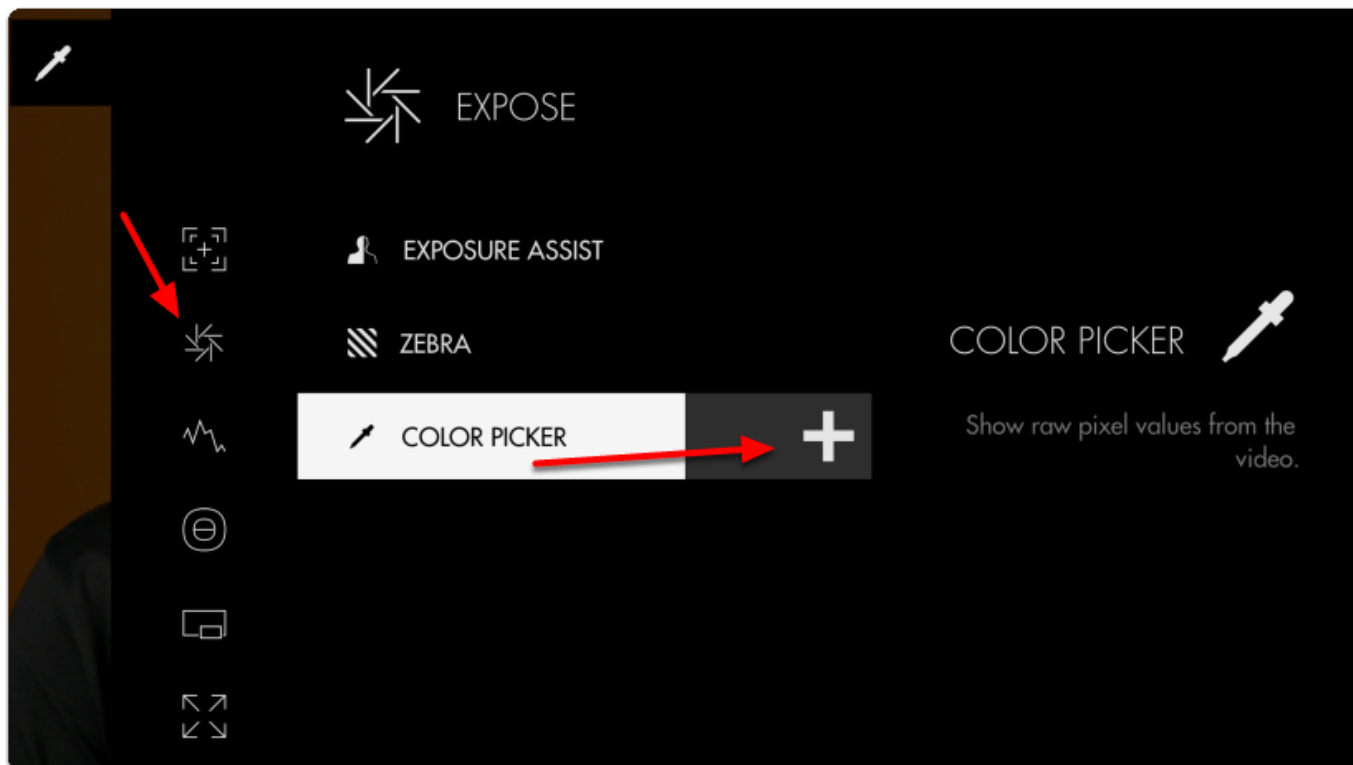 EXPOSE
EXPOSURE ASSIST
ZEBRA
COLOR PICKER
COLOR PICKER
Show raw pixel values from the
video.